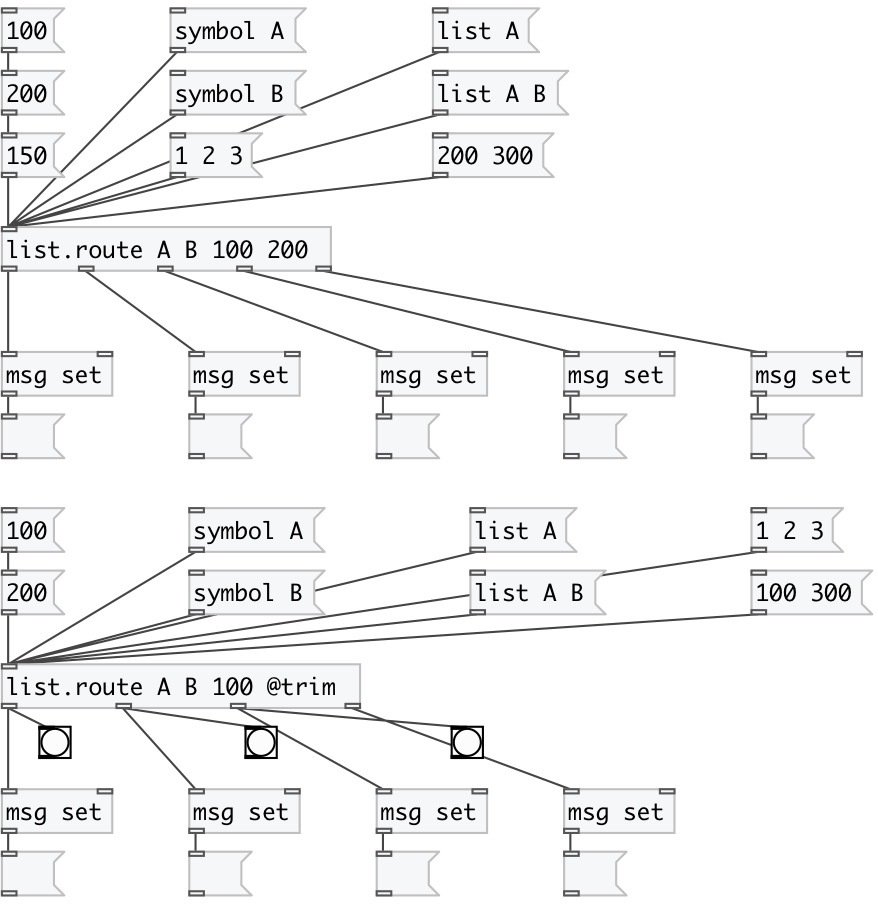 100
symbol A
list A
200
symbol B
list A B
150
1 2 3
200 300
list.route A B 100 200
msg set
msg set
msg set
msg set
msg set
100
symbol A
list A
1 2 3
200
symbol B
list A B
100 300
list.route A B 100 @trim
msg set
msg set
msg set
msg set